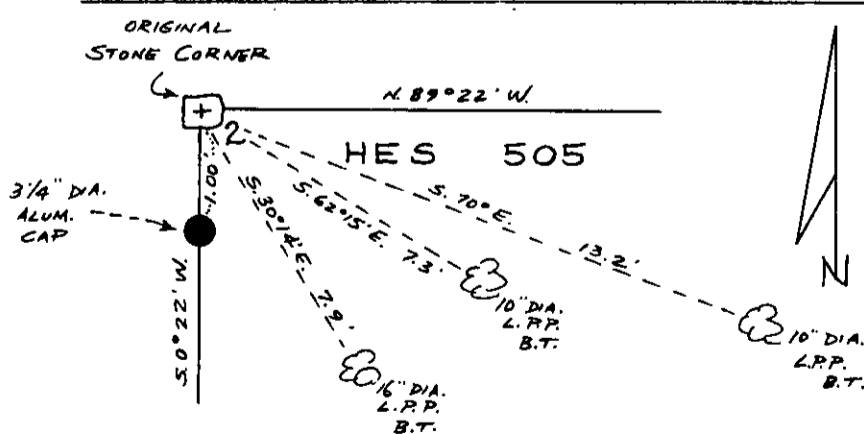 ORIGINAL
STONE CORNER
N. 89°22' W.
2
HES 505
1.00'
3 1/4" DIA.
ALUM.
CAP
S. 70° E.
13.2'
S. 62°15' E. 7.3'
S. 30°14' E. 7.9'
S. 0°22' W.
10" DIA.
L.P.P.
B.T.
10" DIA.
L.P.P.
B.T.
16" DIA.
L.P.P.
B.T.
N